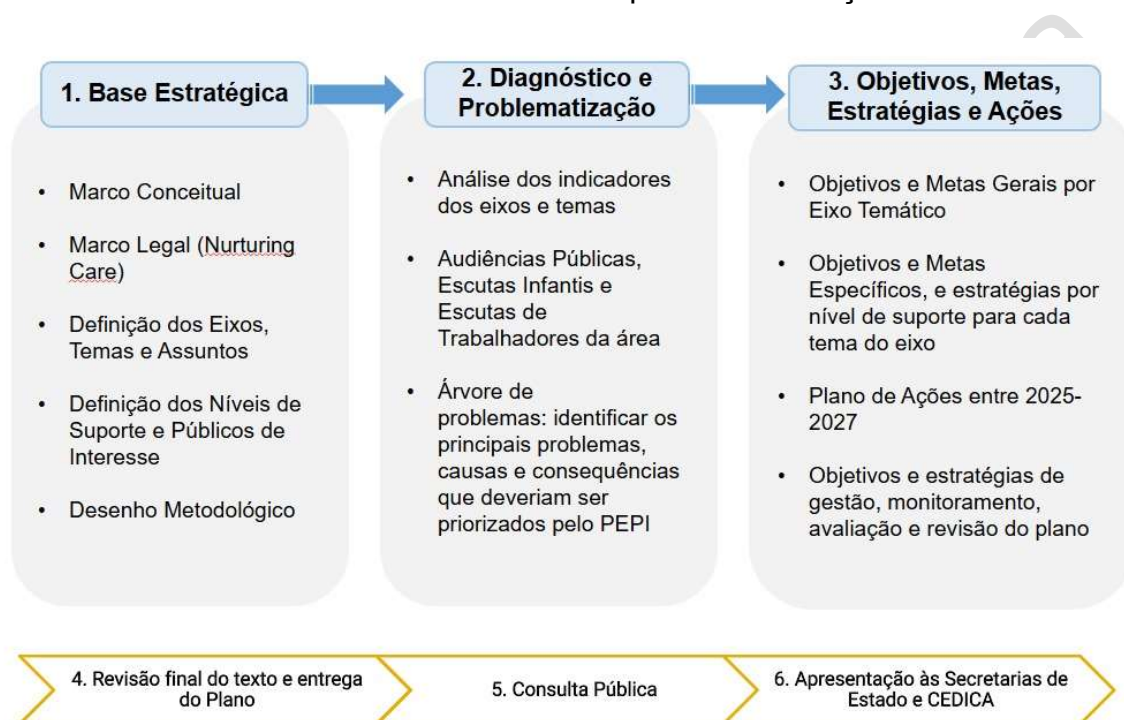 1. Base Estratégica
2. Diagnóstico e
Problematização
3. Objetivos, Metas,
Estratégias e Ações
• Marco Conceitual
• Marco Legal (Nurturing
Care)
• Definição dos Eixos,
Temas e Assuntos
• Definição dos Níveis de
Suporte e Públicos de
Interesse
• Desenho Metodológico
• Análise dos indicadores
dos eixos e temas
• Audiências Públicas,
Escutas Infantis e
Escutas de
Trabalhadores da área
• Árvore de
problemas: identificar os
principais problemas,
causas e consequências
que deveriam ser
priorizados pelo PEPI
• Objetivos e Metas Gerais por
Eixo Temático
• Objetivos e Metas
Específicos, e estratégias por
nível de suporte para cada
tema do eixo
• Plano de Ações entre 2025-
2027
• Objetivos e estratégias de
gestão, monitoramento,
avaliação e revisão do plano
4. Revisão final do texto e entrega
do Plano
5. Consulta Pública
6. Apresentação às Secretarias de
Estado e CEDICA